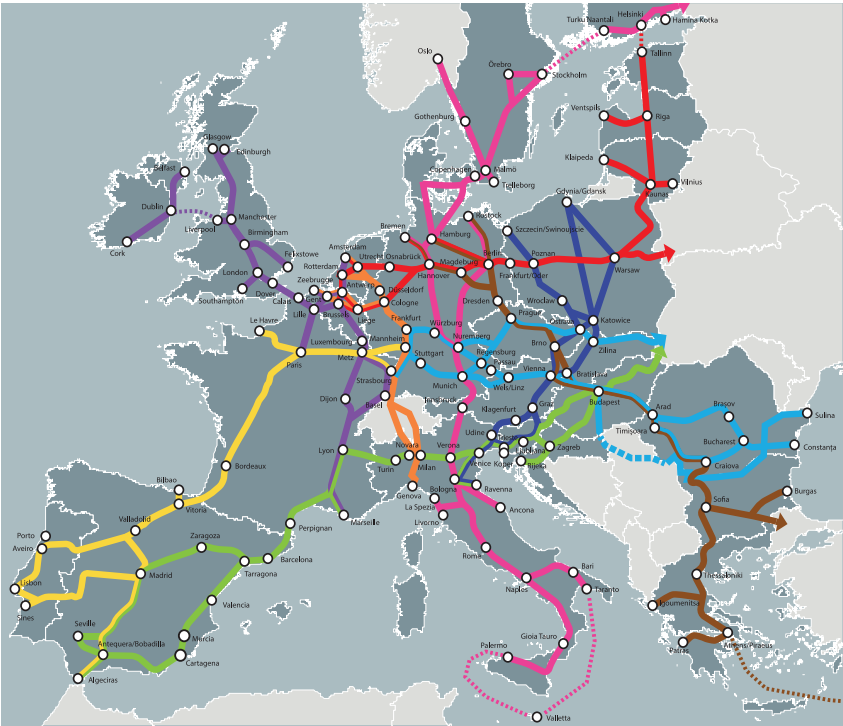 Turku Naantali
Helsinki
Hamina Kotka
Oslo
Örebro
Stockholm
Tallinn
Gothenburg
Ventspils
Riga
Glasgow
Edinburgh
Belfast
Klaipeda
Copenhagen
Malmö
Trelleborg
Kaunas
Vilnius
Gdynia/Gdansk
Dublin
Liverpool
Manchester
Rostock
Szczecin/Swinoujscie
Cork
Birmingham
Bremen
Hamburg
Felixstowe
Amsterdam
Utrecht
Osnabrück
Magdeburg
Berlin
Poznan
Warsaw
London
Rotterdam
Hannover
Frankfurt/Oder
Southampton
Dover
Calais
Zeebrugge
Gent
Antwerp
Düsseldorf
Cologne
Dresden
Wroclaw
Lille
Brussels
Liege
Prague
Katowice
Ostrava
Le Havre
Frankfurt
Würzburg
Nuremberg
Luxembourg
Mannheim
Brno
Zilina
Paris
Metz
Stuttgart
Regensburg
Passau
Strasbourg
Munich
Wels/Linz
Vienna
Bratislava
Dijon
Basel
Innsbruck
Budapest
Graz
Klagenfurt
Arad
Braşov
Sulina
Timişoara
Udine
Trieste
Ljubljana
Zagreb
Bucharest
Constanţa
Lyon
Novara
Milan
Verona
Venice
Koper
Rijeka
Turin
Craiova
Bordeaux
Genova
Bologna
Ravenna
Bilbao
Vitoria
La Spezia
Livorno
Ancona
Sofia
Burgas
Marseille
Perpignan
Valladolid
Porto
Aveiro
Zaragoza
Roma
Barcelona
Tarragona
Madrid
Bari
Naples
Taranto
Thessaloniki
Lisbon
Sines
Valencia
Igoumenitsa
Seville
Murcia
Antequera/Bobadilla
Gioia Tauro
Patras
Athens/Piraeus
Palermo
Cartagena
Algeciras
Valletta